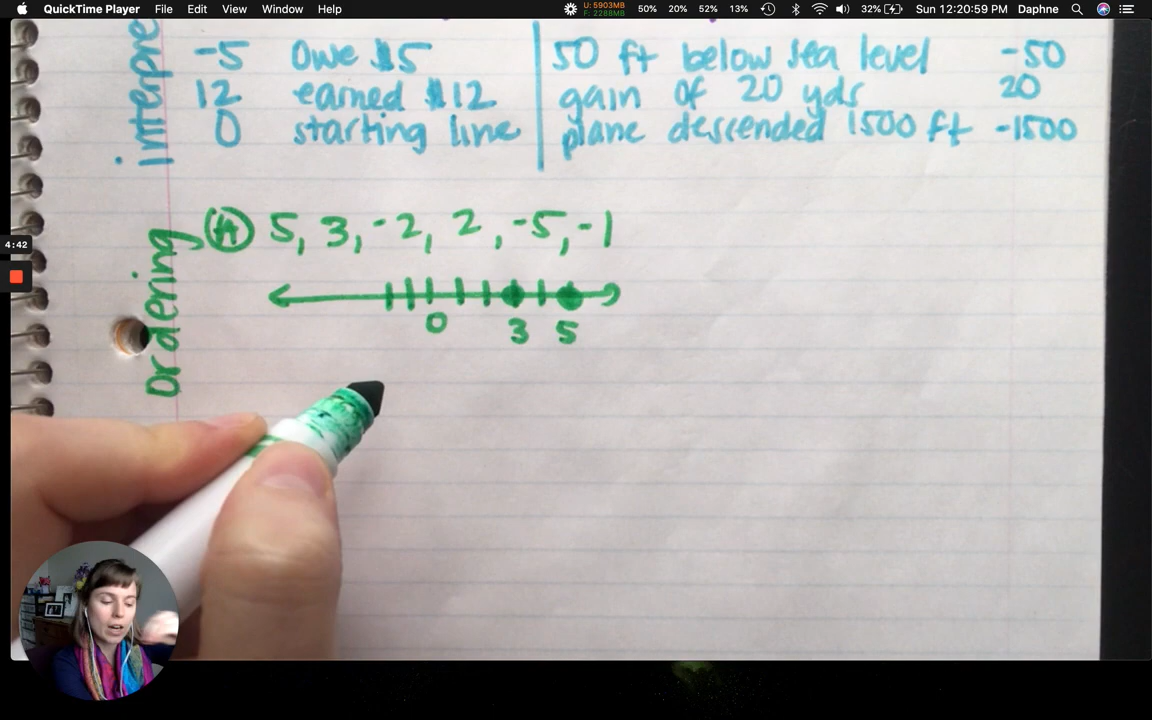 QuickTime Player File Edit View Window Help U: 5903MB F: 2288MB 50% 20% 52% 13% 32% Sun 12:20:59 PM Daphne
interpre
-5 Owe $5 50 ft below sea level -50
12 earned $12 gain of 20 yds 20
0 starting line plane descended 1500 ft -1500
4:42
ordering
A 5, 3, -2, 2, -5, -1
0 3 5